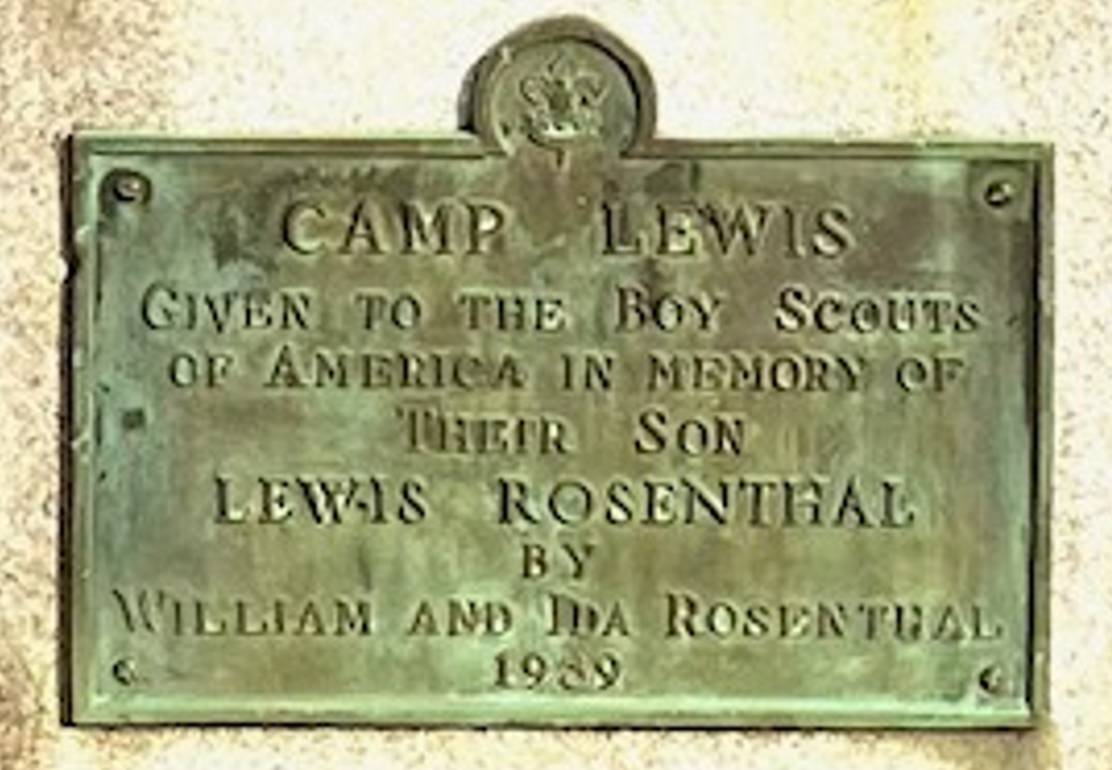 CAMP LEWIS
GIVEN TO THE BOY SCOUTS
OF AMERICA IN MEMORY OF
THEIR SON
LEWIS ROSENTHAL
BY
WILLIAM AND IDA ROSENTHAL
1939